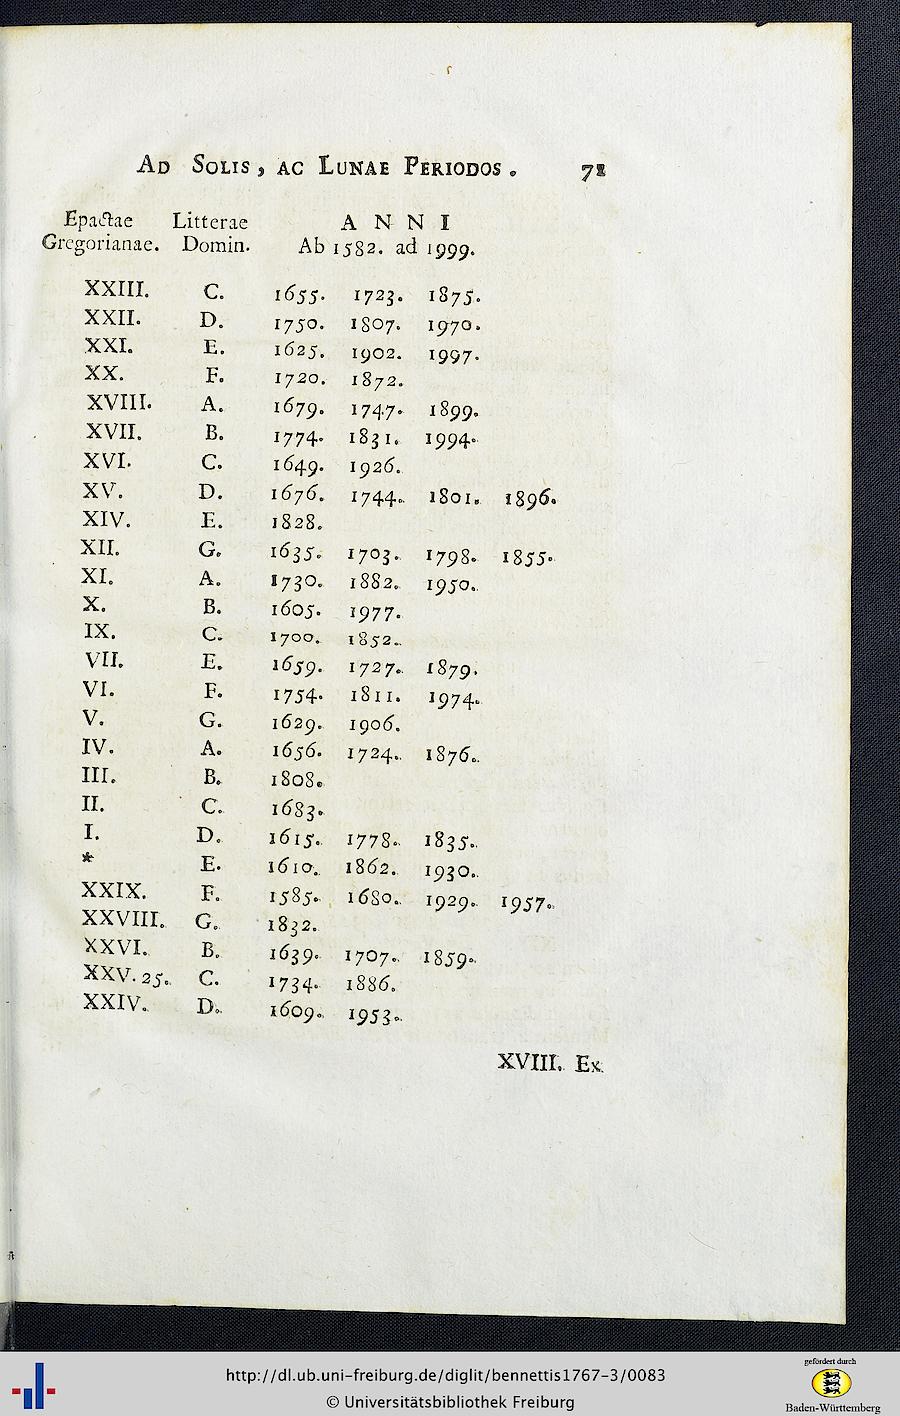 AD SOLIS, AC LUNAE PERIODOS. 71
Epactae Litterae A N N I
Gregorianae. Domin. Ab 1582. ad 1999.
XXIII. C. 1655. 1723. 1875.
XXII. D. 1750. 1807. 1970.
XXI. E. 1625. 1902. 1997.
XX. F. 1720. 1872.
XVIII. A. 1679. 1747. 1899.
XVII. B. 1774. 1831. 1994.
XVI. C. 1649. 1926.
XV. D. 1676. 1744. 1801. 1896.
XIV. E. 1828.
XII. G. 1635. 1703. 1798. 1855.
XI. A. 1730. 1882. 1950.
X. B. 1605. 1977.
IX. C. 1700. 1852.
VII. E. 1659. 1727. 1879.
VI. F. 1754. 1811. 1974.
V. G. 1629. 1906.
IV. A. 1656. 1724. 1876.
III. B. 1808.
II. C. 1683.
I. D. 1615. 1778. 1835.
* E. 1610. 1862. 1930.
XXIX. F. 1585. 1680. 1929. 1957.
XXVIII. G. 1832.
XXVI. B. 1639. 1707. 1859.
XXV. 25. C. 1734. 1886.
XXIV. D. 1609. 1953.
XVIII. Ex
http://dl.ub.uni-freiburg.de/diglit/bennettis1767-3/0083
© Universitätsbibliothek Freiburg
gefördert durch
Baden-Württemberg